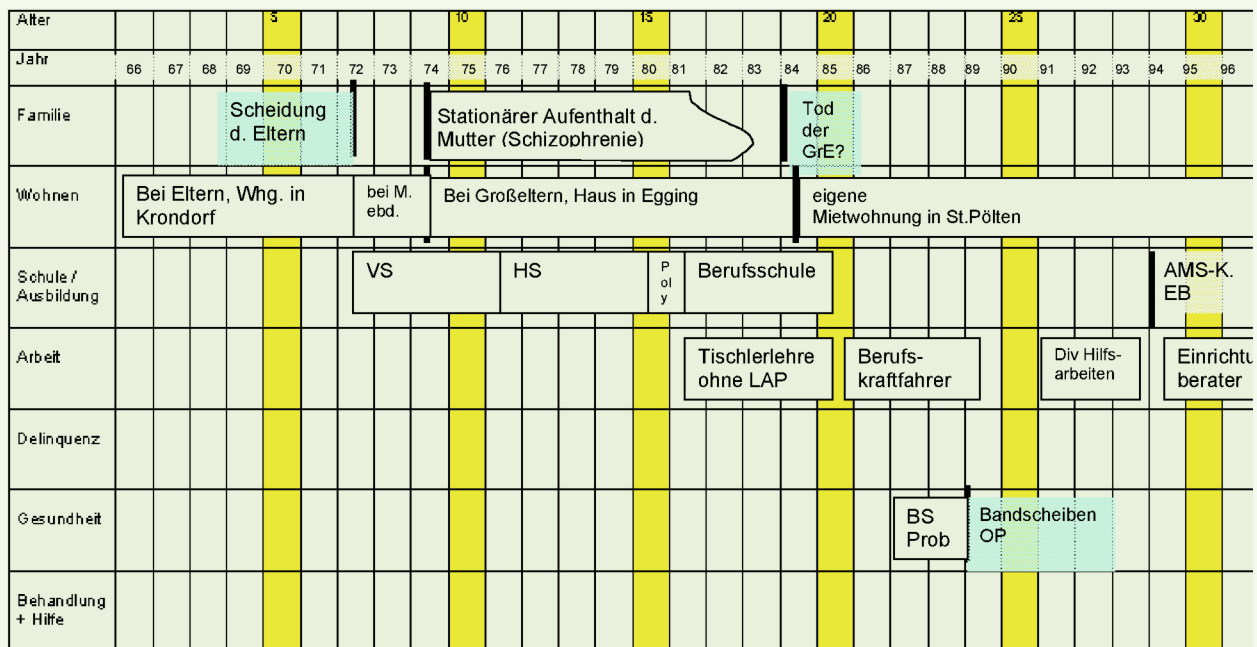 Alter 5 10 15 20 25 30
Jahr 66 67 68 69 70 71 72 73 74 75 76 77 78 79 80 81 82 83 84 85 86 87 88 89 90 91 92 93 94 95 96
Familie
Scheidung
d. Eltern
Stationärer Aufenthalt d.
Mutter (Schizophrenie)
Tod
der
GrE?
Wohnen
Bei Eltern, Whg. in
Krondorf
bei M.
ebd.
Bei Großeltern, Haus in Egging
eigene
Mietwohnung in St.Pölten
Schule /
Ausbildung
VS
HS
P
ol
y
Berufsschule
AMS-K.
EB
Arbeit
Tischlerlehre
ohne LAP
Berufs-
kraftfahrer
Div Hilfs-
arbeiten
Einrichtu
berater
Delinquenz
Gesundheit
BS
Prob
Bandscheiben
OP
Behandlung
+ Hilfe